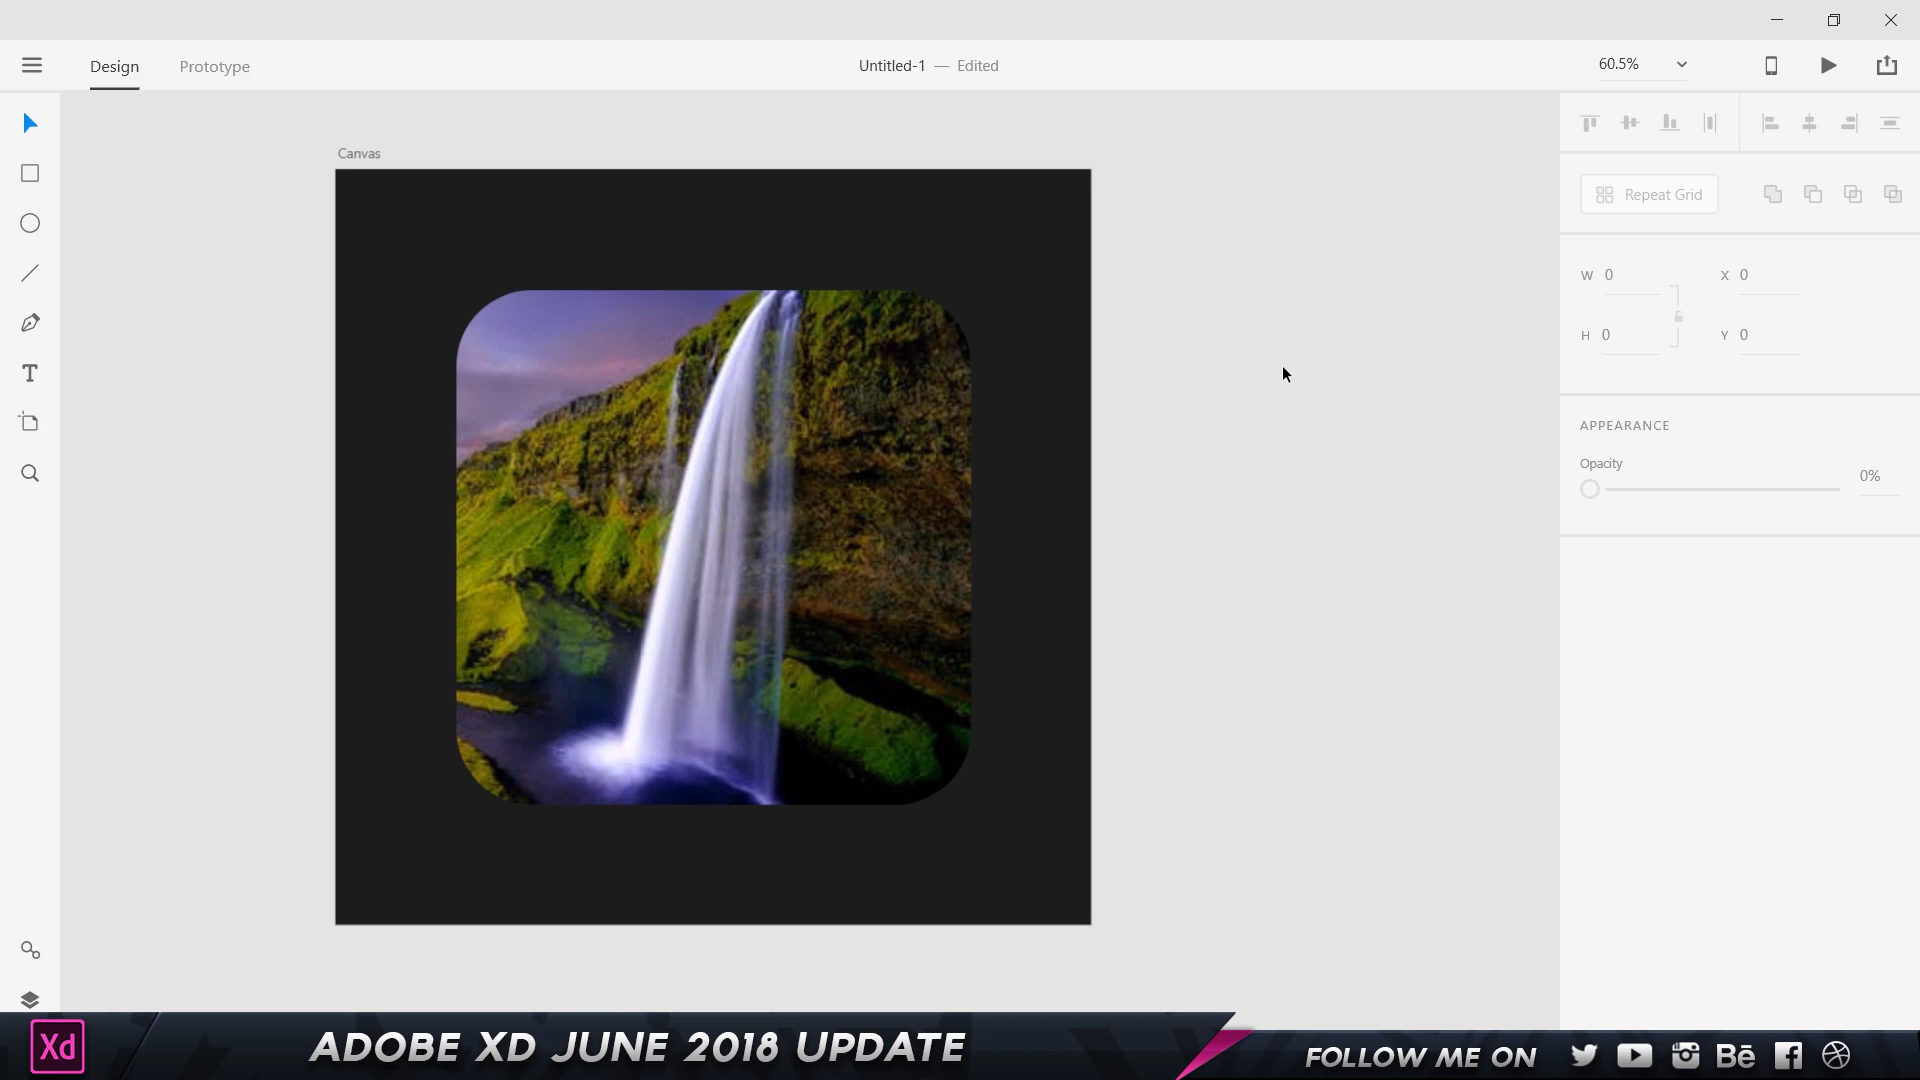 Design
Prototype
Untitled-1 — Edited
60.5%
Canvas
Repeat Grid
W 0
X 0
H 0
Y 0
APPEARANCE
Opacity
0%
Xd
ADOBE XD JUNE 2018 UPDATE
FOLLOW ME ON
Bē